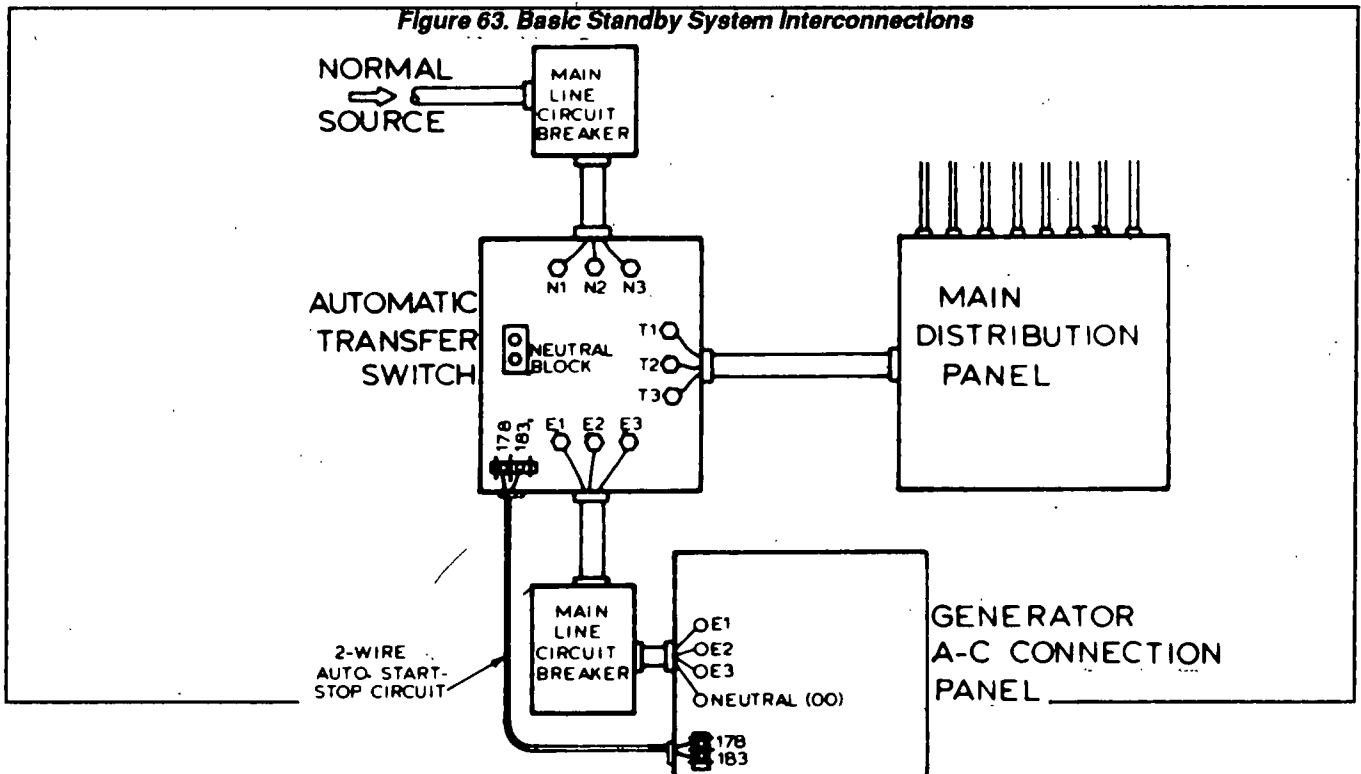 Figure 63. Basic Standby System Interconnections
NORMAL
SOURCE
MAIN
LINE
CIRCUIT
BREAKER
N1 N2 N3
AUTOMATIC
TRANSFER
SWITCH
NEUTRAL
BLOCK
T1
T2
T3
MAIN
DISTRIBUTION
PANEL
178
183
E1 E2 E3
MAIN
LINE
CIRCUIT
BREAKER
2-WIRE
AUTO. START-
STOP CIRCUIT
E1
E2
E3
NEUTRAL (00)
178
183
GENERATOR
A-C CONNECTION
PANEL